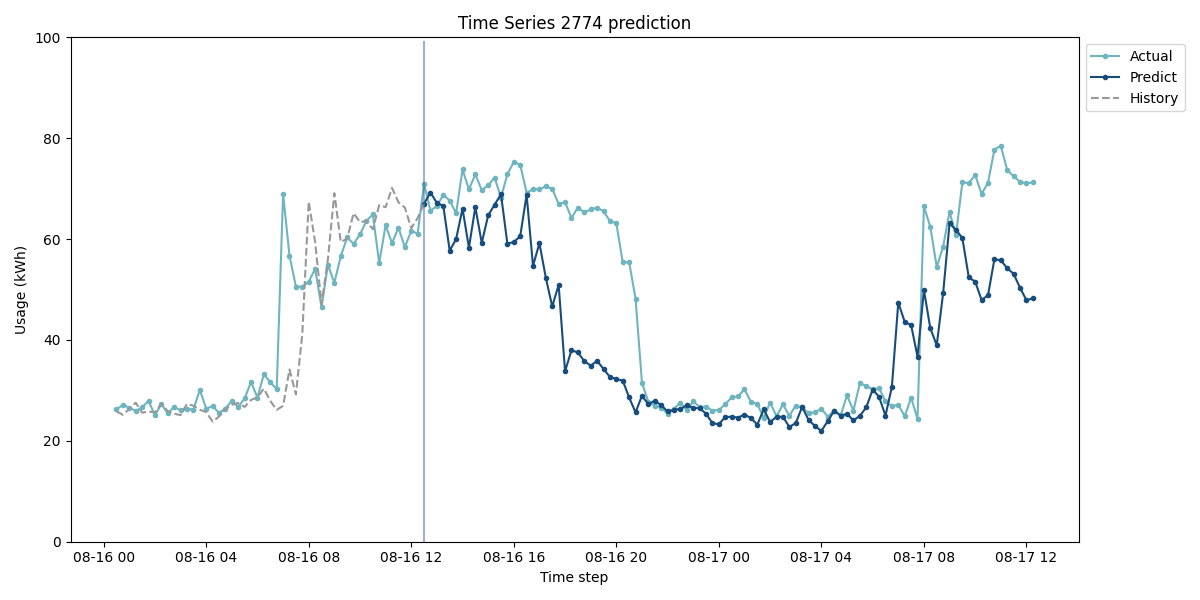 Time Series 2774 prediction
100
80
60
40
20
0
Usage (kWh)
08-16 00
08-16 04
08-16 08
08-16 12
08-16 16
08-16 20
08-17 00
08-17 04
08-17 08
08-17 12
Time step
Actual
Predict
History